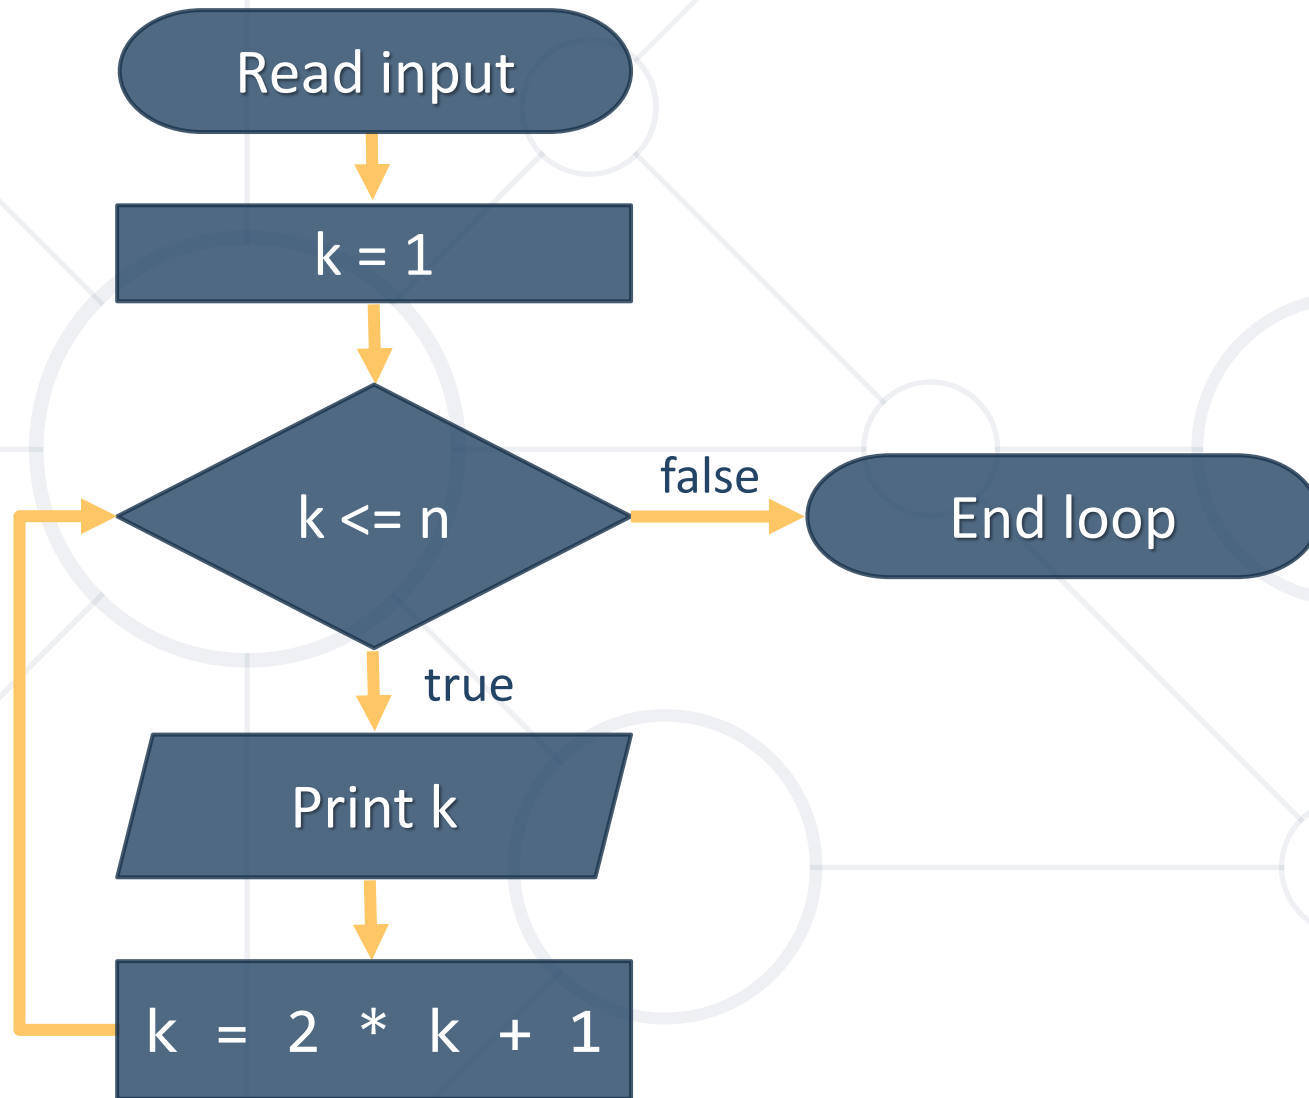 Read input
k = 1
k <= n
false
End loop
true
Print k
k = 2 * k + 1